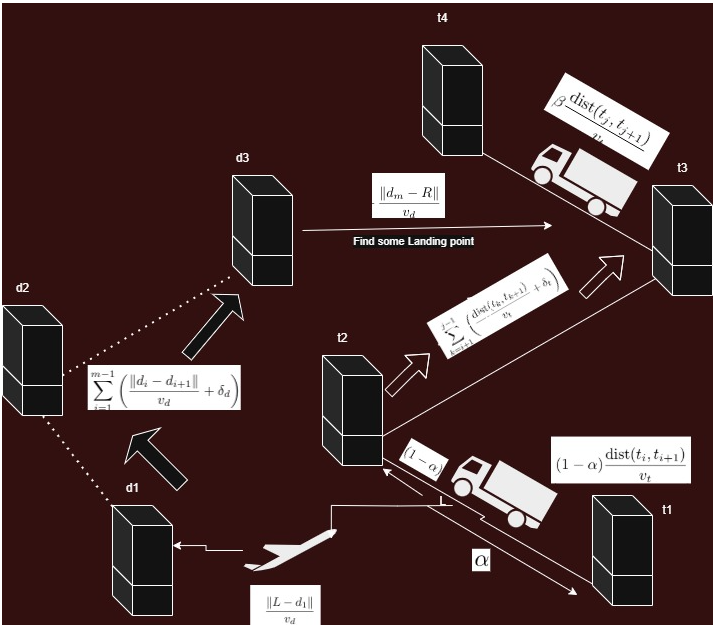 t4
β dist(t_j, t_{j+1}) / v_t
d3
t3
‖d_m − R‖ / v_d
Find some Landing point
d2
t2
\sum_{k=i+1}^{j-1} ( dist(t_k, t_{k+1}) / v_t + δ_t )
\sum_{i=1}^{m-1} ( ‖d_i − d_{i+1}‖ / v_d + δ_d )
(1 − α)
(1 − α) dist(t_i, t_{i+1}) / v_t
d1
L
t1
α
‖L − d_1‖ / v_d